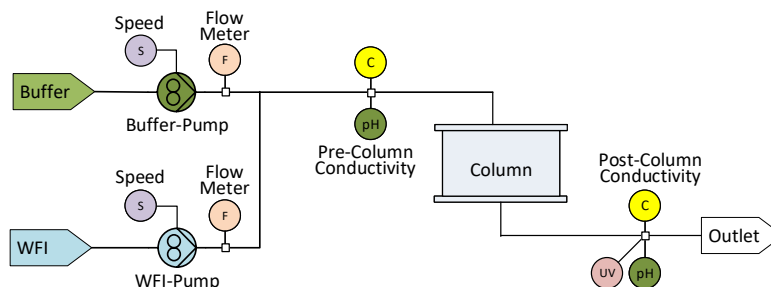 Speed
Flow
Meter
S
F
C
Buffer
Buffer-Pump
pH
Pre-Column
Conductivity
Column
Post-Column
Conductivity
Speed
Flow
Meter
S
F
C
WFI
WFI-Pump
UV
pH
Outlet